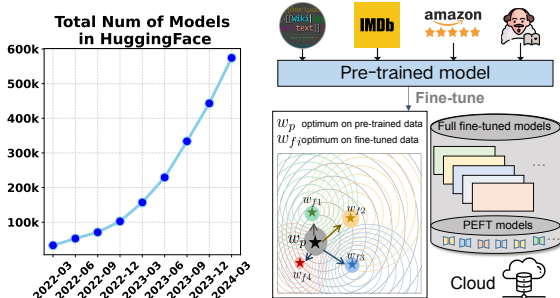 Total Num of Models
in HuggingFace
600k
500k
400k
300k
200k
100k
2022-03
2022-06
2022-09
2022-12
2023-03
2023-06
2023-09
2023-12
2024-03
[[Wiki]
text]
IMDb
amazon
Pre-trained model
Fine-tune
w_p optimum on pre-trained data
w_fi optimum on fine-tuned data
w_f1
w_f2
w_p
w_f3
w_f4
Full fine-tuned models
...
PEFT models
...
Cloud